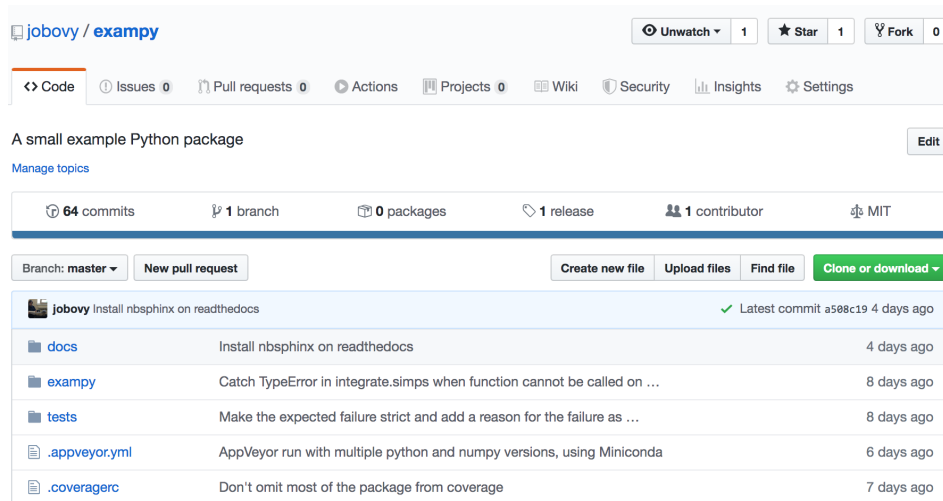 jobovy / exampy
Unwatch 1 Star 1 Fork 0
Code Issues 0 Pull requests 0 Actions Projects 0 Wiki Security Insights Settings
A small example Python package
Edit
Manage topics
64 commits 1 branch 0 packages 1 release 1 contributor MIT
Branch: master New pull request Create new file Upload files Find file Clone or download
jobovy Install nbsphinx on readthedocs Latest commit a508c19 4 days ago
docs Install nbsphinx on readthedocs 4 days ago
exampy Catch TypeError in integrate.simps when function cannot be called on … 8 days ago
tests Make the expected failure strict and add a reason for the failure as … 8 days ago
.appveyor.yml AppVeyor run with multiple python and numpy versions, using Miniconda 6 days ago
.coveragerc Don't omit most of the package from coverage 7 days ago